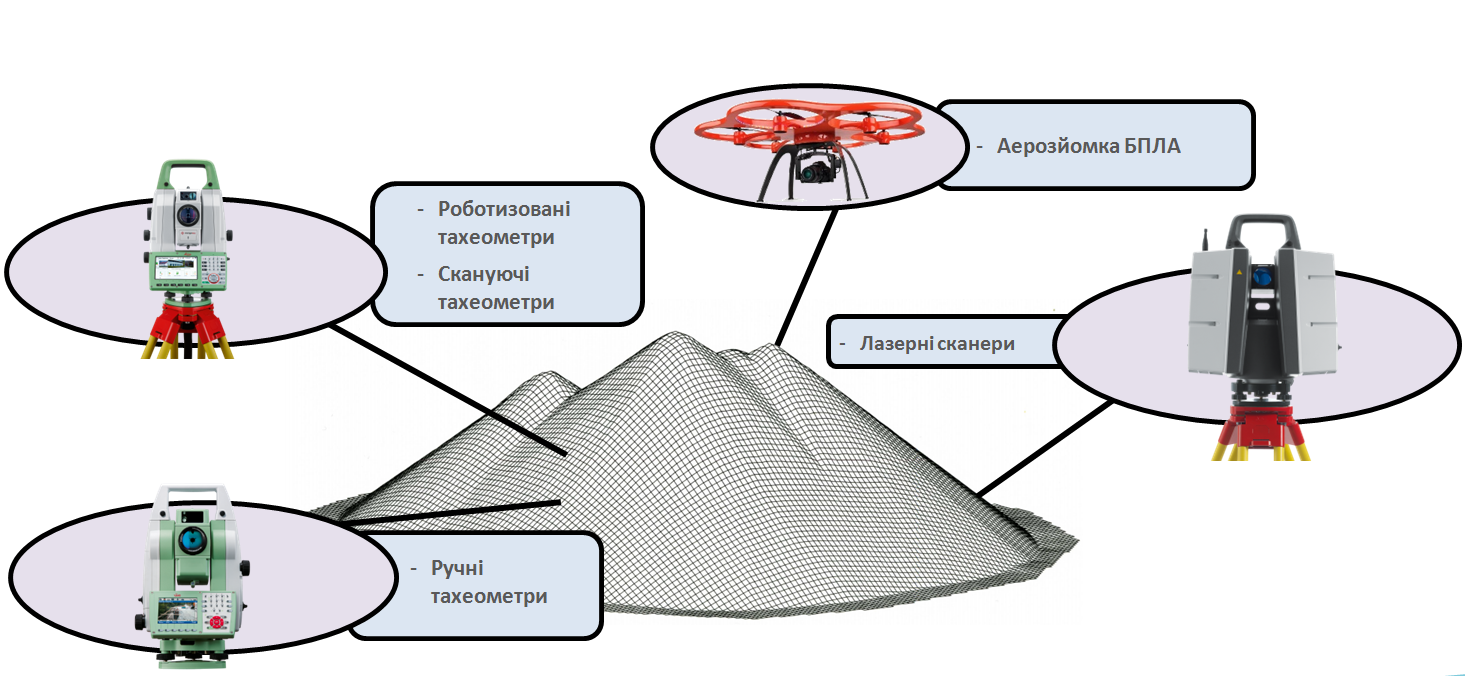 - Аерозйомка БПЛА
- Роботизовані
тахеометри
- Скануючі
тахеометри
- Лазерні сканери
- Ручні
тахеометри